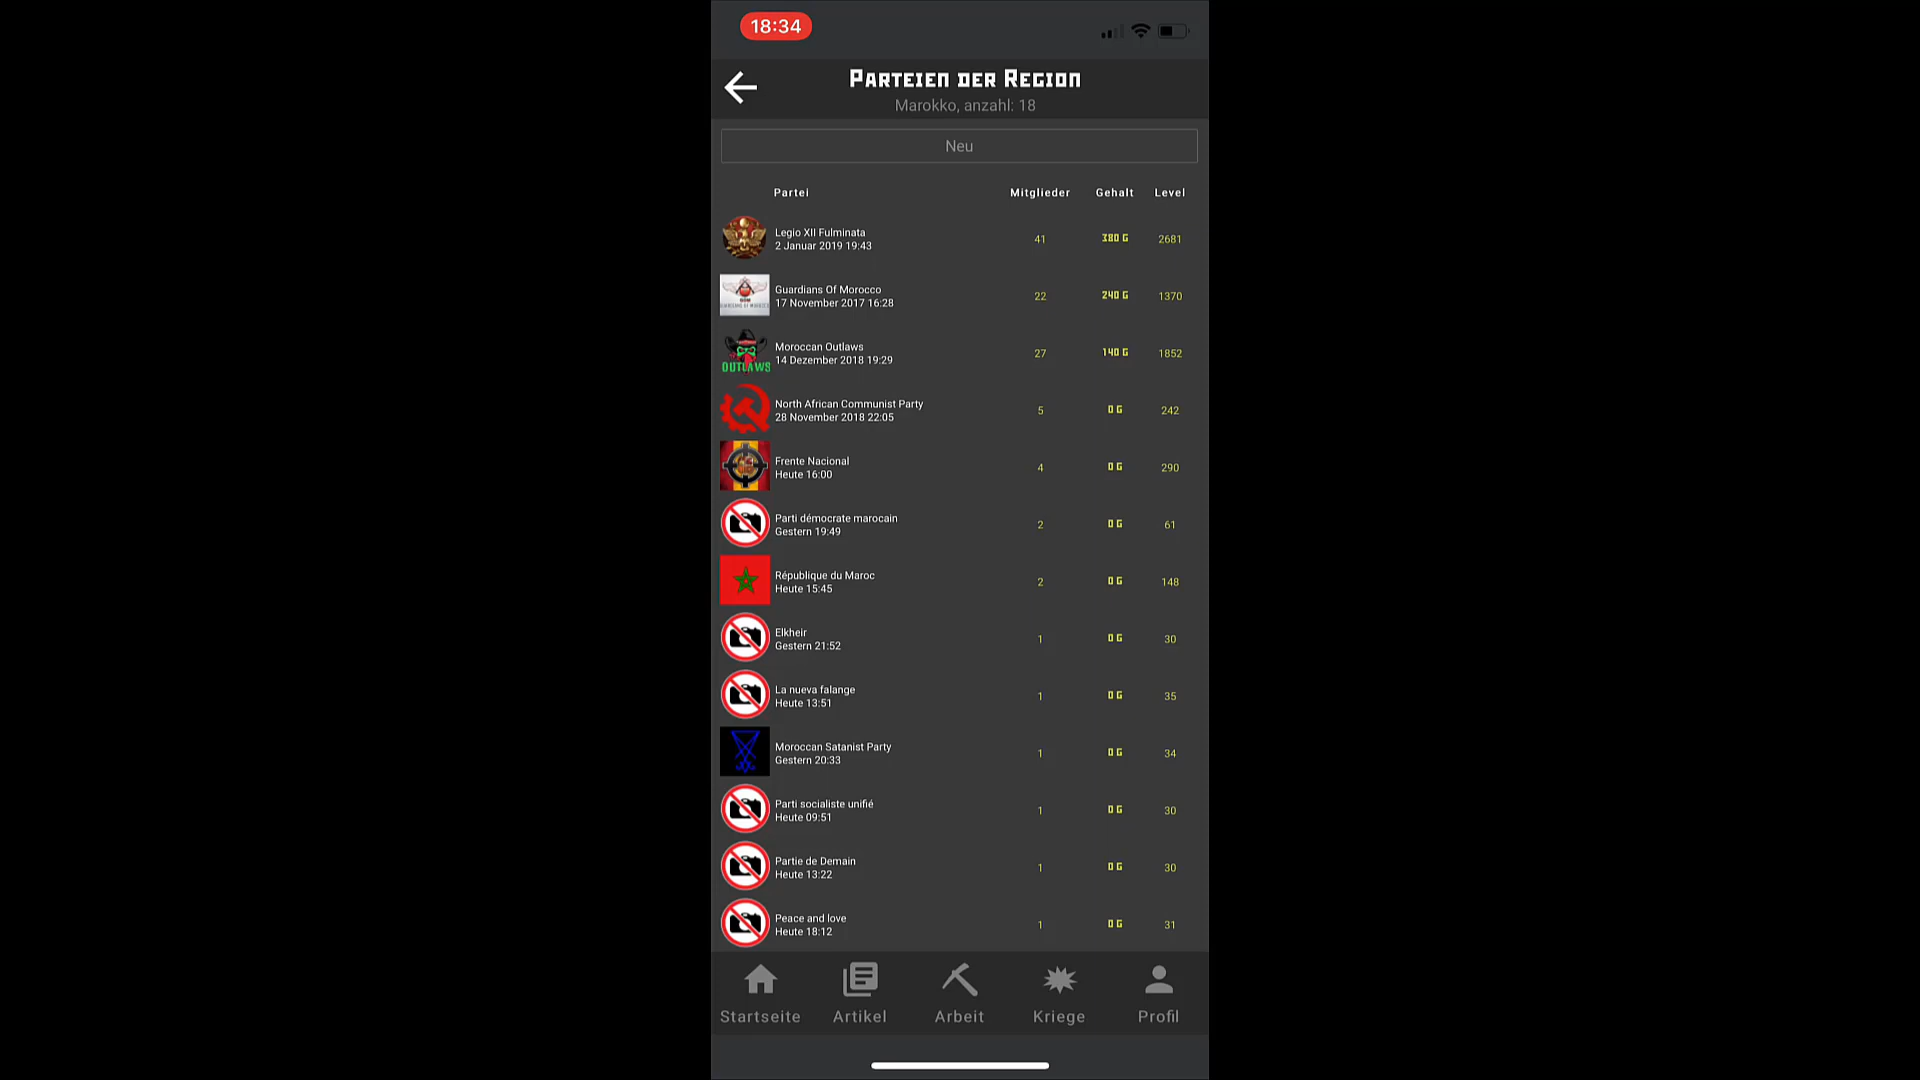 18:34
Parteien der Region
Marokko, anzahl: 18
Neu
Partei Mitglieder Gehalt Level
Legio XII Fulminata
2 Januar 2019 19:43
41 380 G 2681
Guardians Of Morocco
17 November 2017 16:28
22 240 G 1370
Moroccan Outlaws
14 Dezember 2018 19:29
OUTLAWS
27 140 G 1852
North African Communist Party
28 November 2018 22:05
5 0 G 242
Frente Nacional
Heute 16:00
4 0 G 290
Parti démocrate marocain
Gestern 19:49
2 0 G 61
République du Maroc
Heute 15:45
2 0 G 148
Elkheir
Gestern 21:52
1 0 G 30
La nueva falange
Heute 13:51
1 0 G 35
Moroccan Satanist Party
Gestern 20:33
1 0 G 34
Parti socialiste unifié
Heute 09:51
1 0 G 30
Partie de Demain
Heute 13:22
1 0 G 30
Peace and love
Heute 18:12
1 0 G 31
Startseite Artikel Arbeit Kriege Profil